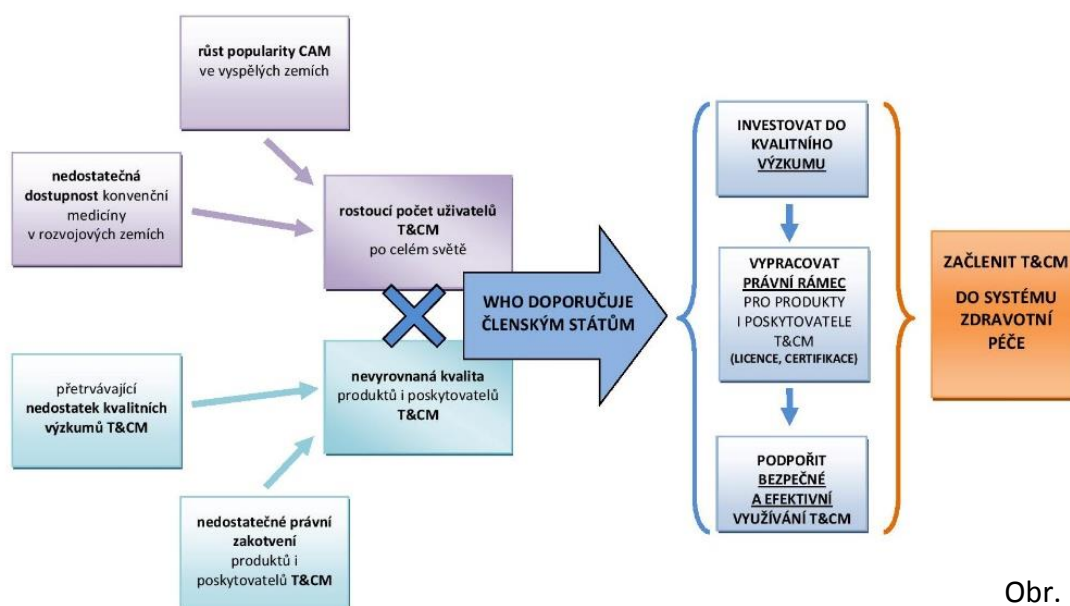 růst popularity CAM
ve vyspělých zemích
nedostatečná
dostupnost konvenční
medicíny
v rozvojových zemích
rostoucí počet uživatelů
T&CM
po celém světě
přetrvávající
nedostatek kvalitních
výzkumů T&CM
nevyrovnaná kvalita
produktů i poskytovatelů
T&CM
nedostatečné právní
zakotvení
produktů i
poskytovatelů T&CM
WHO DOPORUČUJE
ČLENSKÝM STÁTŮM
INVESTOVAT DO
KVALITNÍHO
VÝZKUMU
VYPRACOVAT
PRÁVNÍ RÁMEC
PRO PRODUKTY
I POSKYTOVATELE
T&CM
(LICENCE, CERTIFIKACE)
PODPOŘIT
BEZPEČNÉ
A EFEKTIVNÍ
VYUŽÍVÁNÍ T&CM
ZAČLENIT T&CM
DO SYSTÉMU
ZDRAVOTNÍ
PÉČE
Obr.